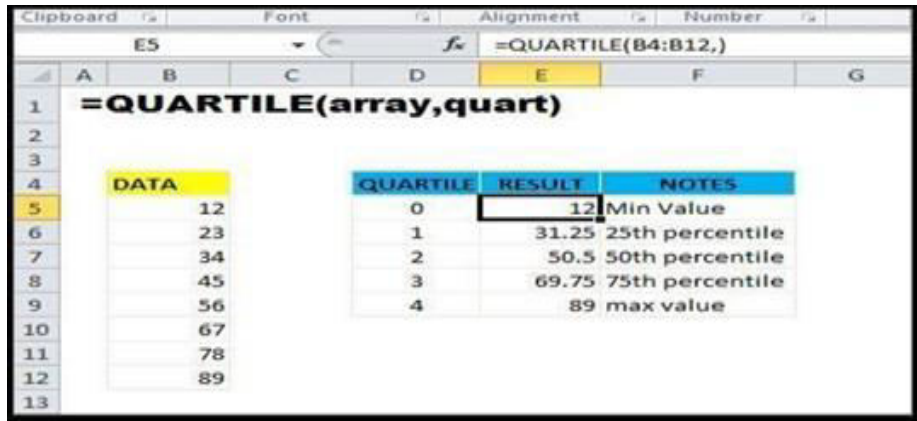 Clipboard Font Alignment Number
E5 fx =QUARTILE(B4:B12,)
A B C D E F G
1 =QUARTILE(array,quart)
2
3
4 DATA QUARTILE RESULT NOTES
5 12 0 12 Min Value
6 23 1 31.25 25th percentile
7 34 2 50.5 50th percentile
8 45 3 69.75 75th percentile
9 56 4 89 max value
10 67
11 78
12 89
13